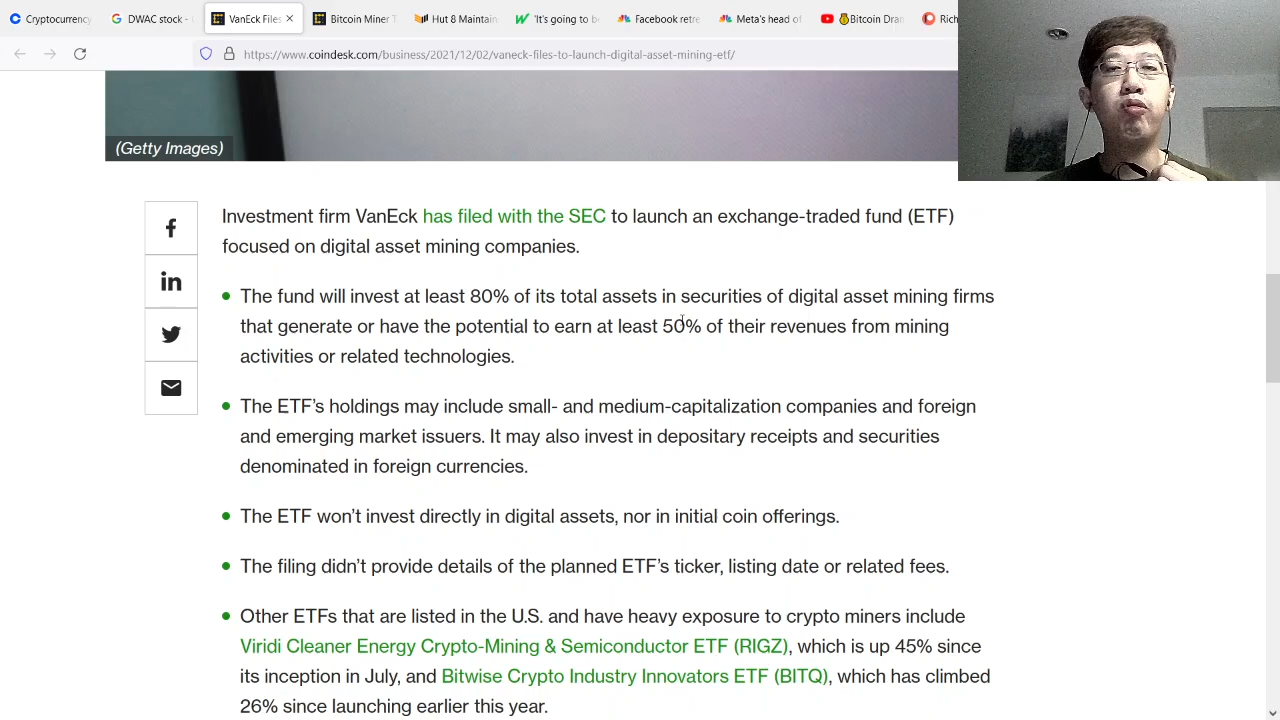 Cryptocurrency
DWAC stock -
VanEck Files
Bitcoin Miner T
Hut 8 Maintain
'It's going to b
Facebook retre
Meta's head of
Bitcoin Dran
Rich
https://www.coindesk.com/business/2021/12/02/vaneck-files-to-launch-digital-asset-mining-etf/
(Getty Images)
Investment firm VanEck has filed with the SEC to launch an exchange-traded fund (ETF)
focused on digital asset mining companies.
The fund will invest at least 80% of its total assets in securities of digital asset mining firms
that generate or have the potential to earn at least 50% of their revenues from mining
activities or related technologies.
The ETF’s holdings may include small- and medium-capitalization companies and foreign
and emerging market issuers. It may also invest in depositary receipts and securities
denominated in foreign currencies.
The ETF won’t invest directly in digital assets, nor in initial coin offerings.
The filing didn’t provide details of the planned ETF’s ticker, listing date or related fees.
Other ETFs that are listed in the U.S. and have heavy exposure to crypto miners include
Viridi Cleaner Energy Crypto-Mining & Semiconductor ETF (RIGZ), which is up 45% since
its inception in July, and Bitwise Crypto Industry Innovators ETF (BITQ), which has climbed
26% since launching earlier this year.